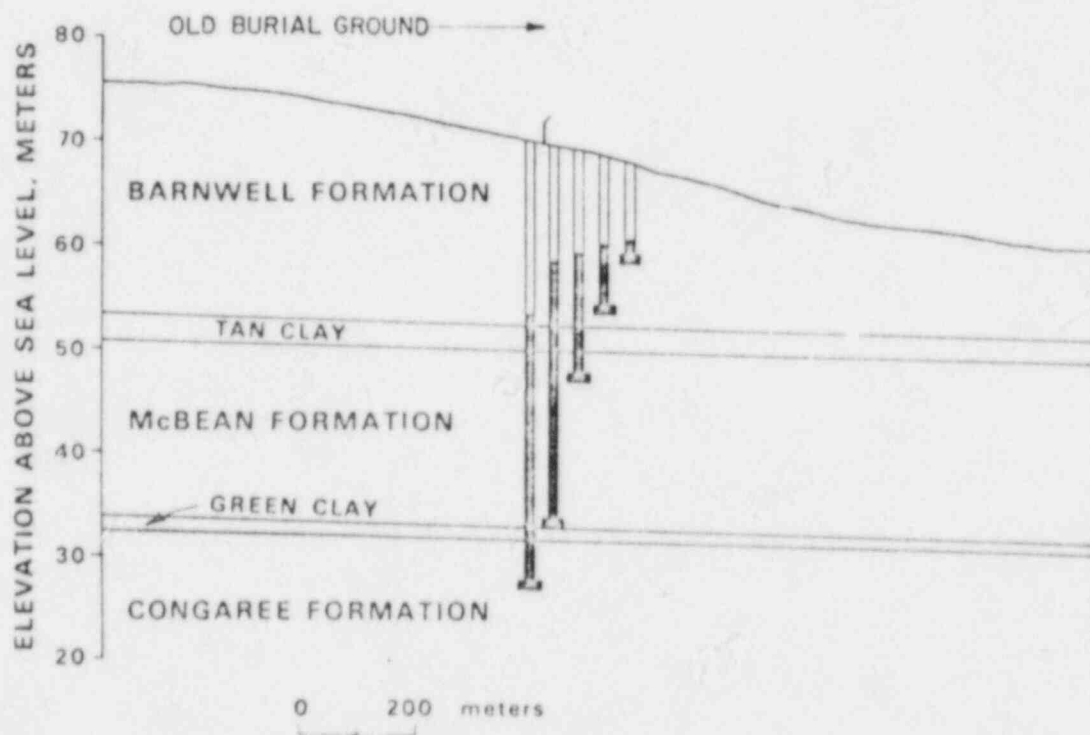 OLD BURIAL GROUND
ELEVATION ABOVE SEA LEVEL, METERS
80
70
BARNWELL FORMATION
60
TAN CLAY
50
McBEAN FORMATION
40
GREEN CLAY
30
CONGAREE FORMATION
20
0 200 meters